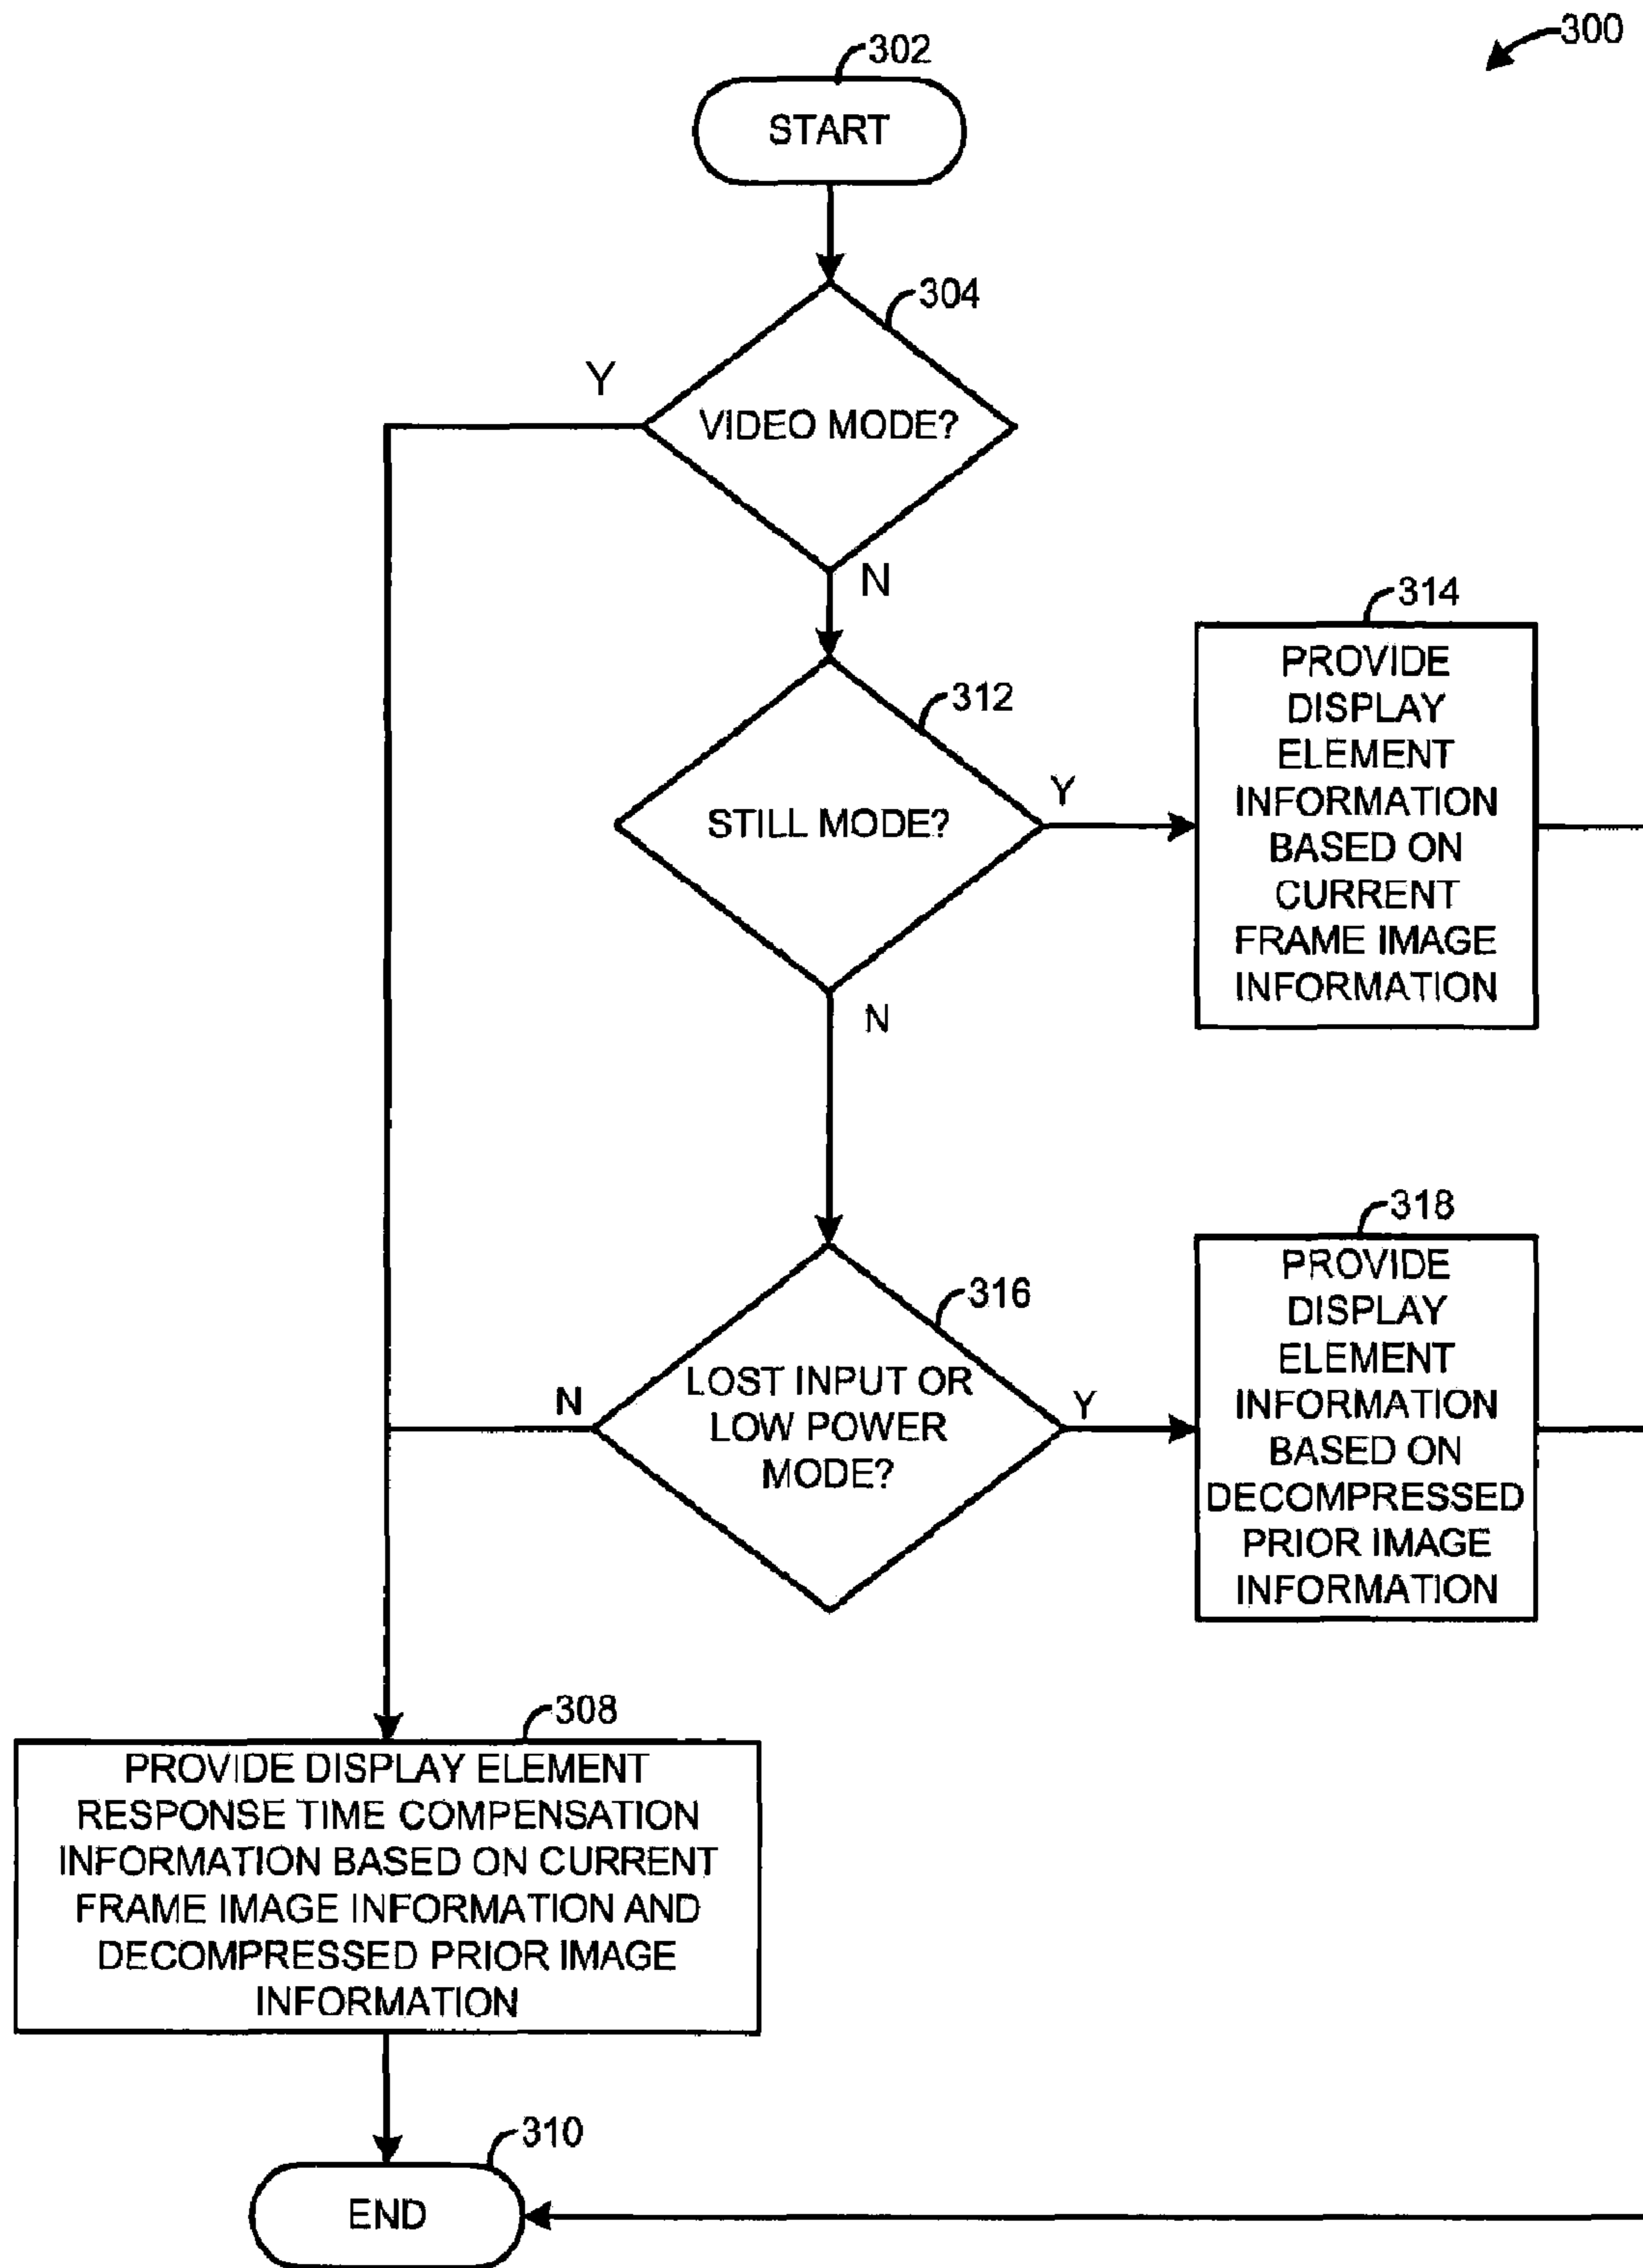 300
302
START
304
Y
VIDEO MODE?
N
312
STILL MODE?
Y
N
314
PROVIDE
DISPLAY
ELEMENT
INFORMATION
BASED ON
CURRENT
FRAME IMAGE
INFORMATION
316
LOST INPUT OR
LOW POWER
MODE?
N
Y
318
PROVIDE
DISPLAY
ELEMENT
INFORMATION
BASED ON
DECOMPRESSED
PRIOR IMAGE
INFORMATION
308
PROVIDE DISPLAY ELEMENT
RESPONSE TIME COMPENSATION
INFORMATION BASED ON CURRENT
FRAME IMAGE INFORMATION AND
DECOMPRESSED PRIOR IMAGE
INFORMATION
310
END